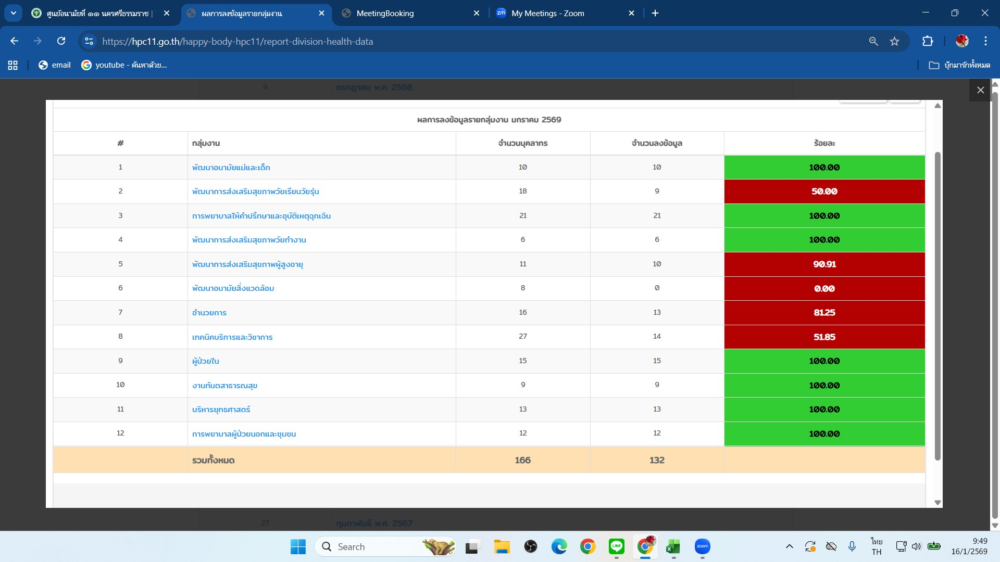 ศูนย์อนามัยที่ ๑๑ นครศรีธรรมราช |
ผลการลงข้อมูลรายกลุ่มงาน
MeetingBooking
zm My Meetings - Zoom
https://hpc11.go.th/happy-body-hpc11/report-division-health-data
email youtube - ค้นหาด้วย... บุ๊กมาร์กทั้งหมด
9 กรกฎาคม พ.ศ. 2568
ผลการลงข้อมูลรายกลุ่มงาน มกราคม 2569
# กลุ่มงาน จำนวนบุคลากร จำนวนลงข้อมูล ร้อยละ
1 พัฒนาอนามัยแม่และเด็ก 10 10 100.00
2 พัฒนาการส่งเสริมสุขภาพวัยเรียนวัยรุ่น 18 9 50.00
3 การพยาบาลให้คำปรึกษาและอุบัติเหตุฉุกเฉิน 21 21 100.00
4 พัฒนาการส่งเสริมสุขภาพวัยทำงาน 6 6 100.00
5 พัฒนาการส่งเสริมสุขภาพผู้สูงอายุ 11 10 90.91
6 พัฒนาอนามัยสิ่งแวดล้อม 8 0 0.00
7 อำนวยการ 16 13 81.25
8 เทคนิคบริการและวิชาการ 27 14 51.85
9 ผู้ป่วยใน 15 15 100.00
10 งานทันตสาธารณสุข 9 9 100.00
11 บริหารยุทธศาสตร์ 13 13 100.00
12 การพยาบาลผู้ป่วยนอกและชุมชน 12 12 100.00
รวมทั้งหมด 166 132
27 กุมภาพันธ์ พ.ศ. 2567
Search LINE zoom ไทย 9:49
TH 16/1/2569